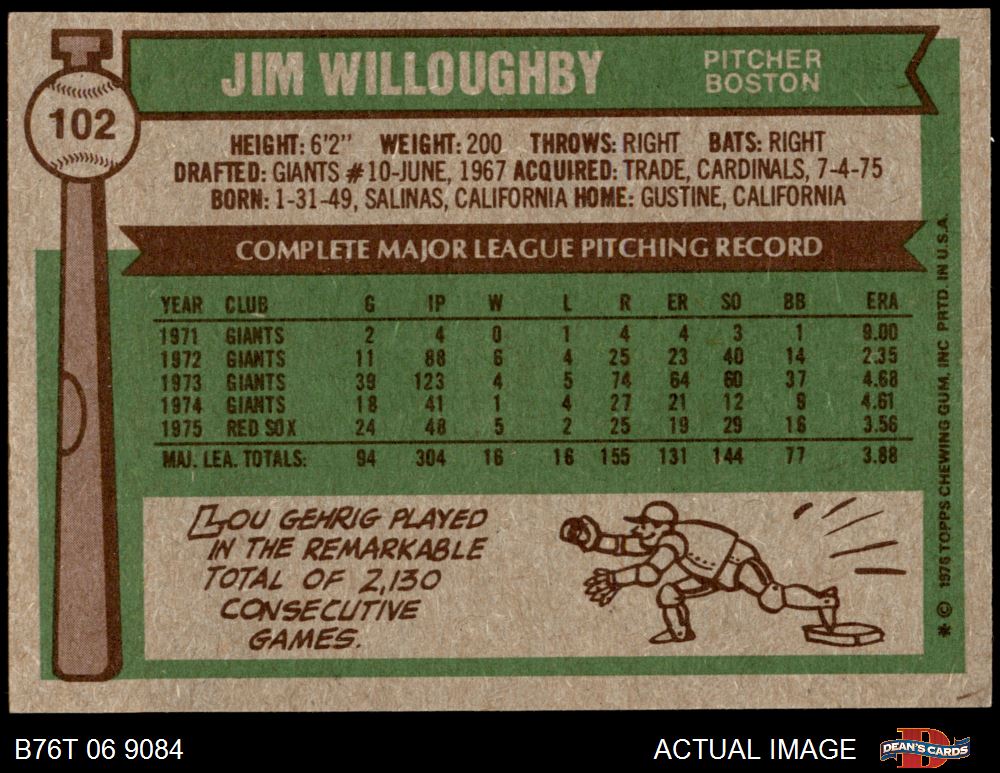 102
JIM WILLOUGHBY
PITCHER
BOSTON
HEIGHT: 6'2" WEIGHT: 200 THROWS: RIGHT BATS: RIGHT
DRAFTED: GIANTS #10-JUNE, 1967 ACQUIRED: TRADE, CARDINALS, 7-4-75
BORN: 1-31-49, SALINAS, CALIFORNIA HOME: GUSTINE, CALIFORNIA
COMPLETE MAJOR LEAGUE PITCHING RECORD
YEAR CLUB G IP W L R ER SO BB ERA
1971 GIANTS 2 4 0 1 4 4 3 1 9.00
1972 GIANTS 11 88 6 4 25 23 40 14 2.35
1973 GIANTS 39 123 4 5 74 64 60 37 4.68
1974 GIANTS 18 41 1 4 27 21 12 9 4.61
1975 RED SOX 24 48 5 2 25 19 29 16 3.56
MAJ. LEA. TOTALS: 94 304 16 16 155 131 144 77 3.88
LOU GEHRIG PLAYED
IN THE REMARKABLE
TOTAL OF 2,130
CONSECUTIVE
GAMES.
* © 1976 TOPPS CHEWING GUM, INC PRTD. IN U.S.A.
B76T 06 9084
ACTUAL IMAGE
DEAN'S CARDS